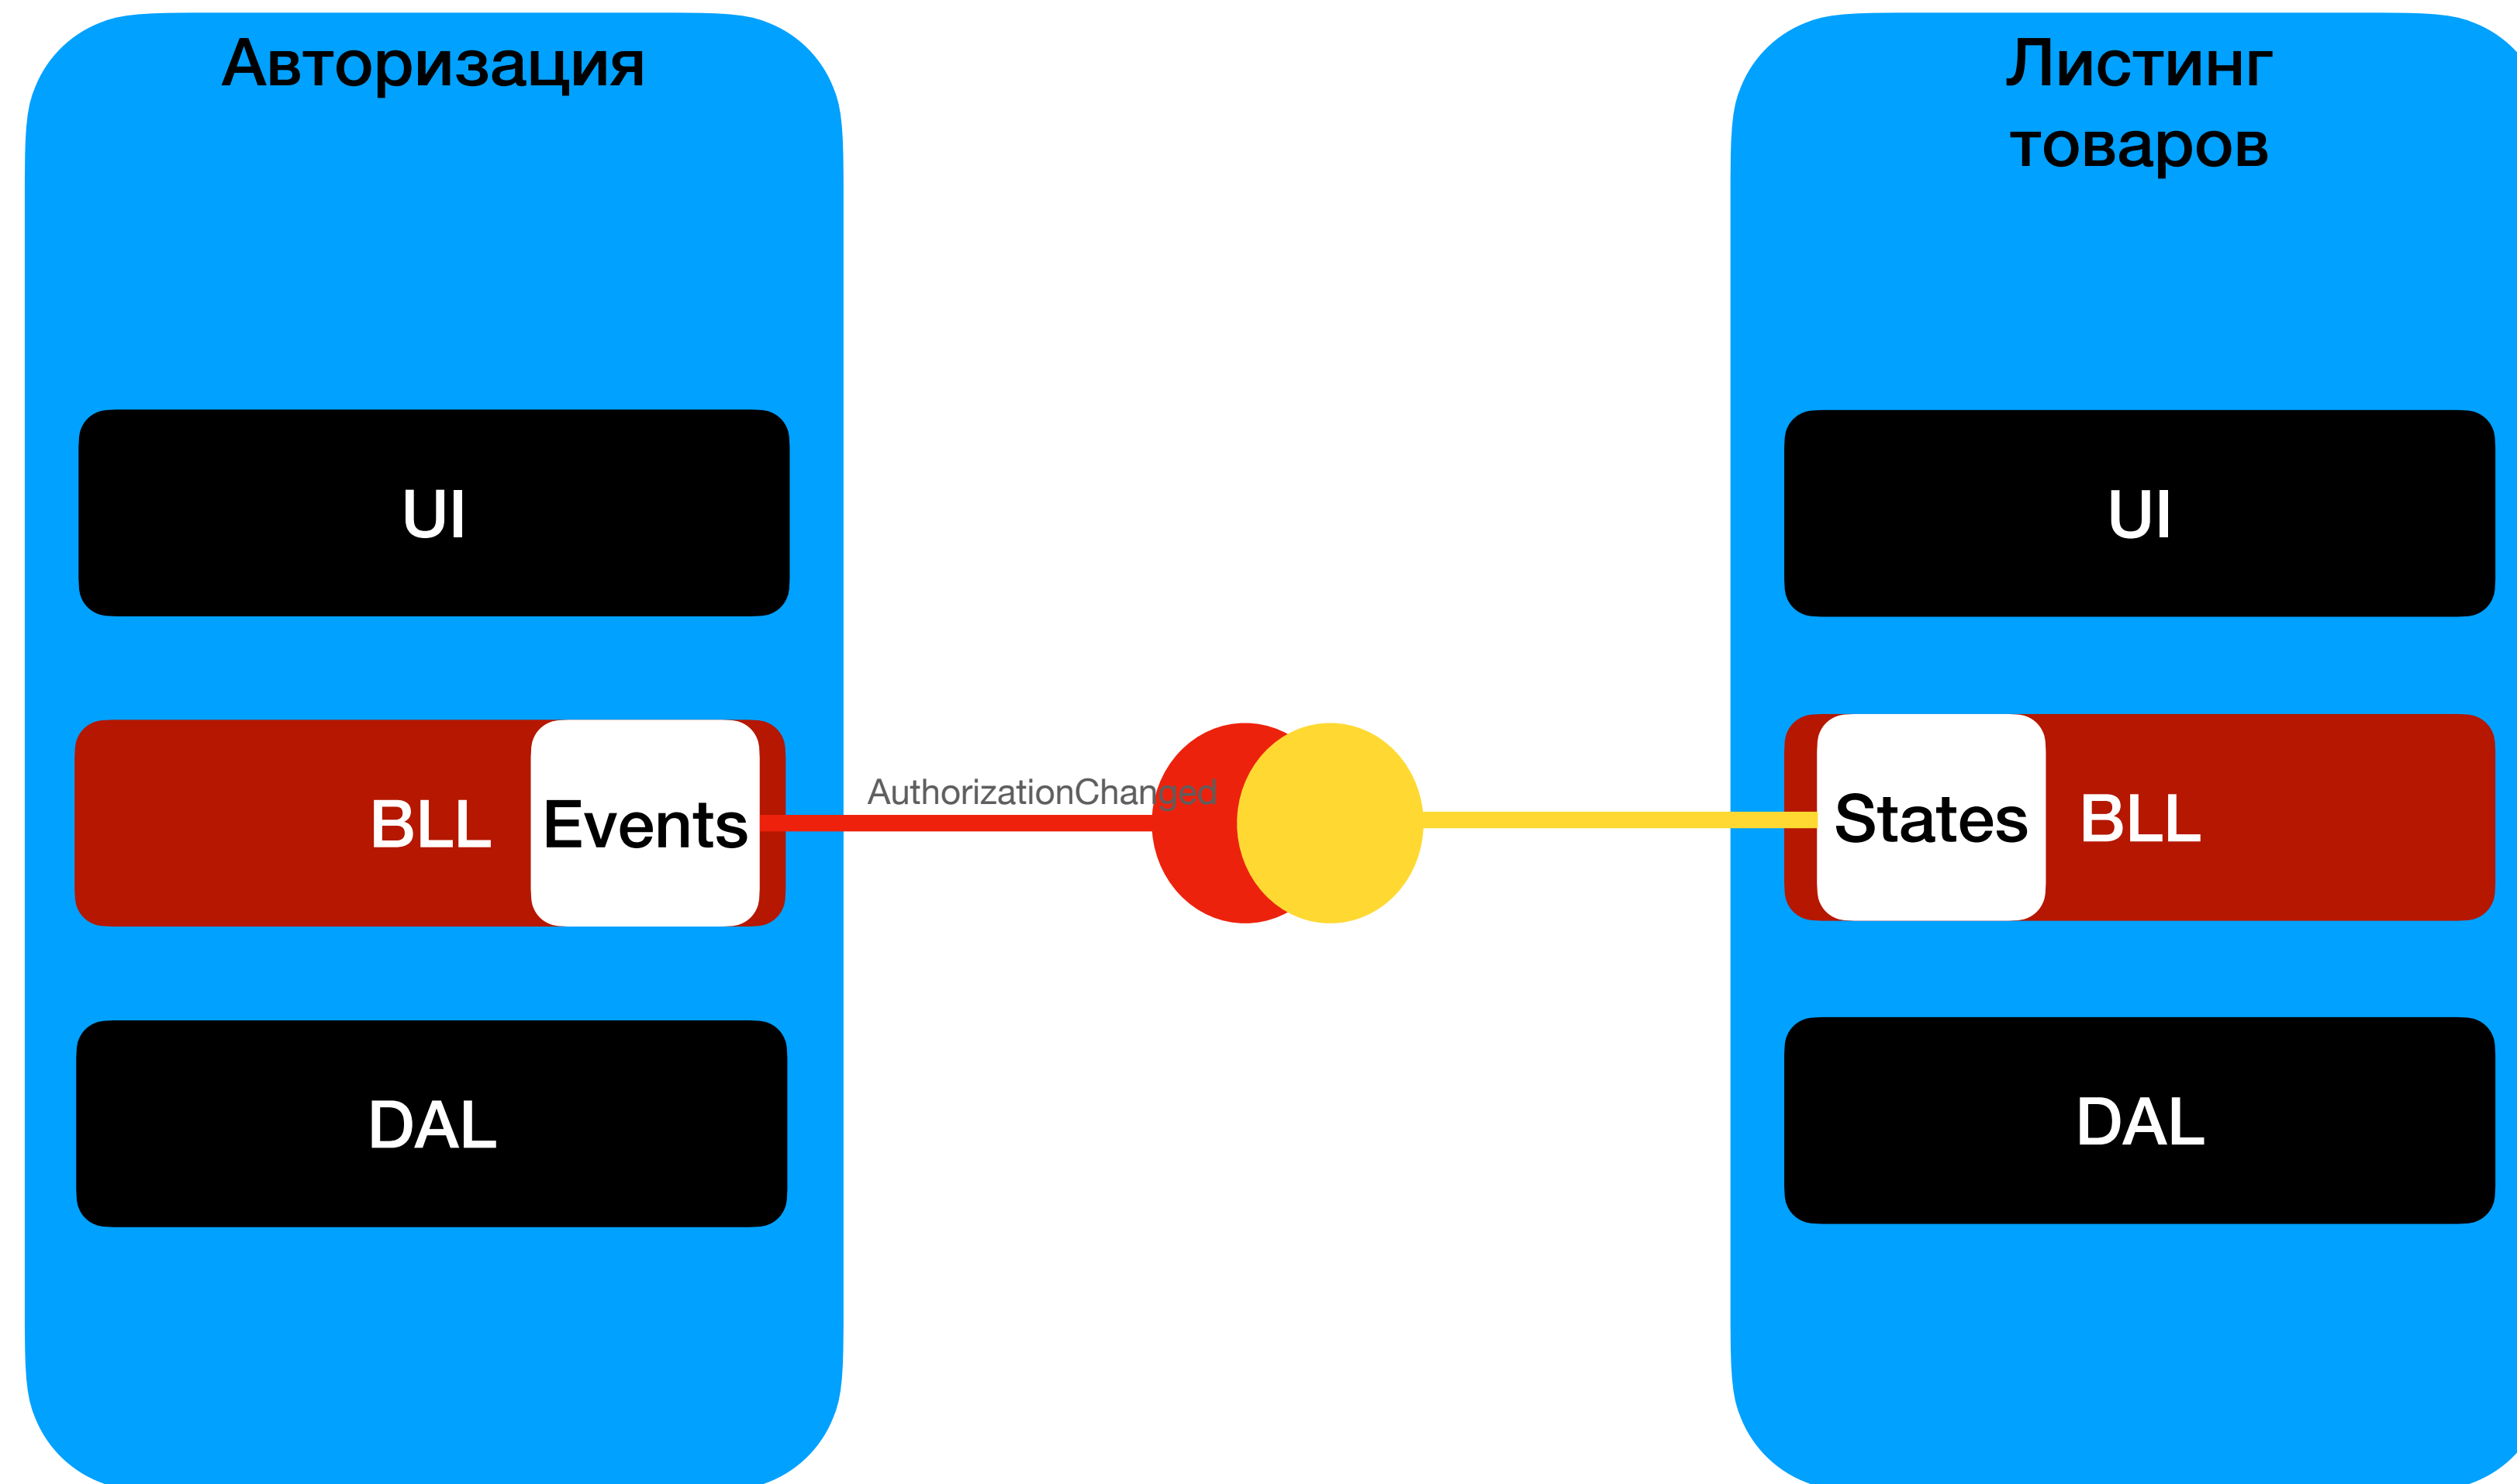 Авторизация
UI
BLL
Events
DAL
AuthorizationChanged
Листинг
товаров
UI
States
BLL
DAL